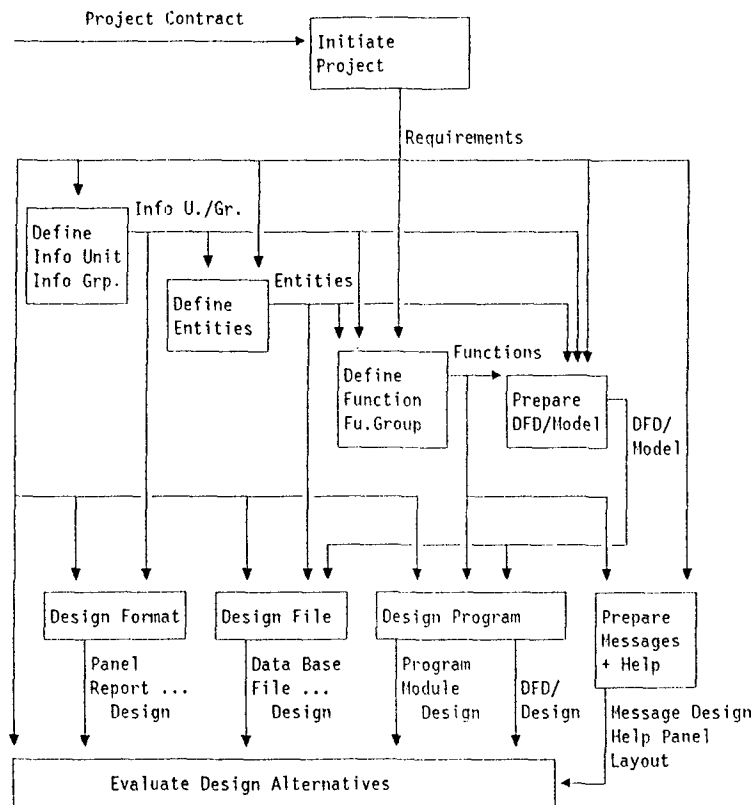 Project Contract
Initiate
Project
Requirements
Info U./Gr.
Define
Info Unit
Info Grp.
Entities
Define
Entities
Functions
Define
Function
Fu.Group
Prepare
DFD/Model
DFD/
Model
Design Format
Design File
Design Program
Prepare
Messages
+ Help
Panel
Report ...
Design
Data Base
File ...
Design
Program
Module
Design
DFD/
Design
Message Design
Help Panel
Layout
Evaluate Design Alternatives